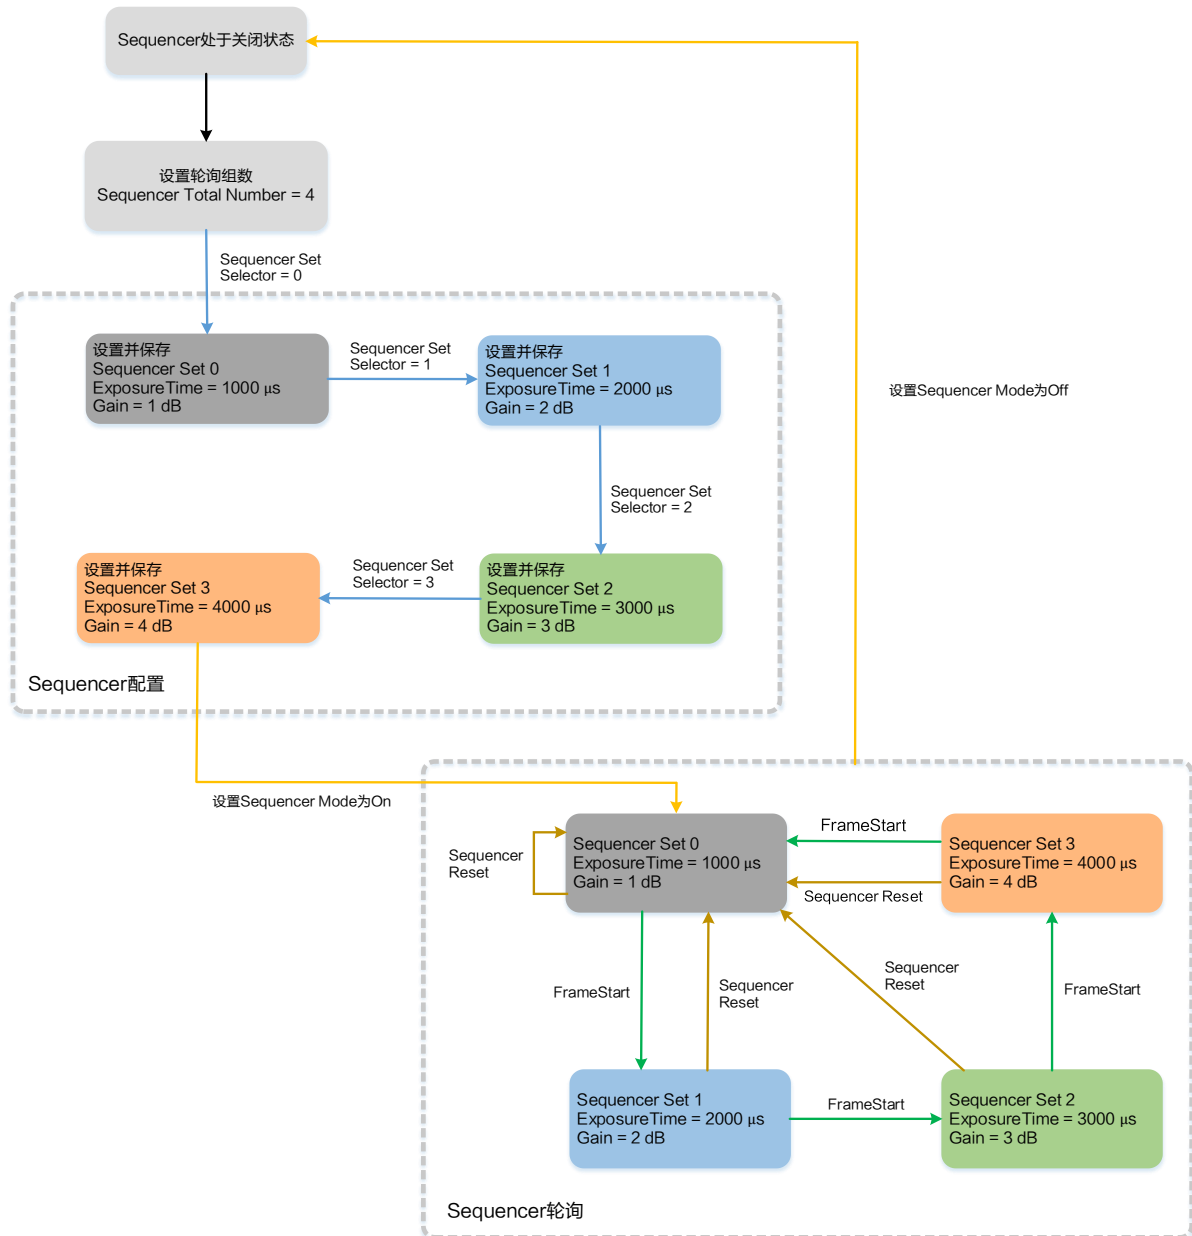 Sequencer处于关闭状态
设置轮询组数
Sequencer Total Number = 4
Sequencer Set
Selector = 0
设置并保存
Sequencer Set 0
ExposureTime = 1000 μs
Gain = 1 dB
Sequencer Set
Selector = 1
设置并保存
Sequencer Set 1
ExposureTime = 2000 μs
Gain = 2 dB
设置Sequencer Mode为Off
Sequencer Set
Selector = 2
设置并保存
Sequencer Set 3
ExposureTime = 4000 μs
Gain = 4 dB
Sequencer Set
Selector = 3
设置并保存
Sequencer Set 2
ExposureTime = 3000 μs
Gain = 3 dB
Sequencer配置
设置Sequencer Mode为On
Sequencer
Reset
Sequencer Set 0
ExposureTime = 1000 μs
Gain = 1 dB
FrameStart
Sequencer Reset
Sequencer Set 3
ExposureTime = 4000 μs
Gain = 4 dB
FrameStart
Sequencer
Reset
Sequencer
Reset
FrameStart
Sequencer Set 1
ExposureTime = 2000 μs
Gain = 2 dB
FrameStart
Sequencer Set 2
ExposureTime = 3000 μs
Gain = 3 dB
Sequencer轮询